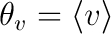 θ_v = ⟨v⟩